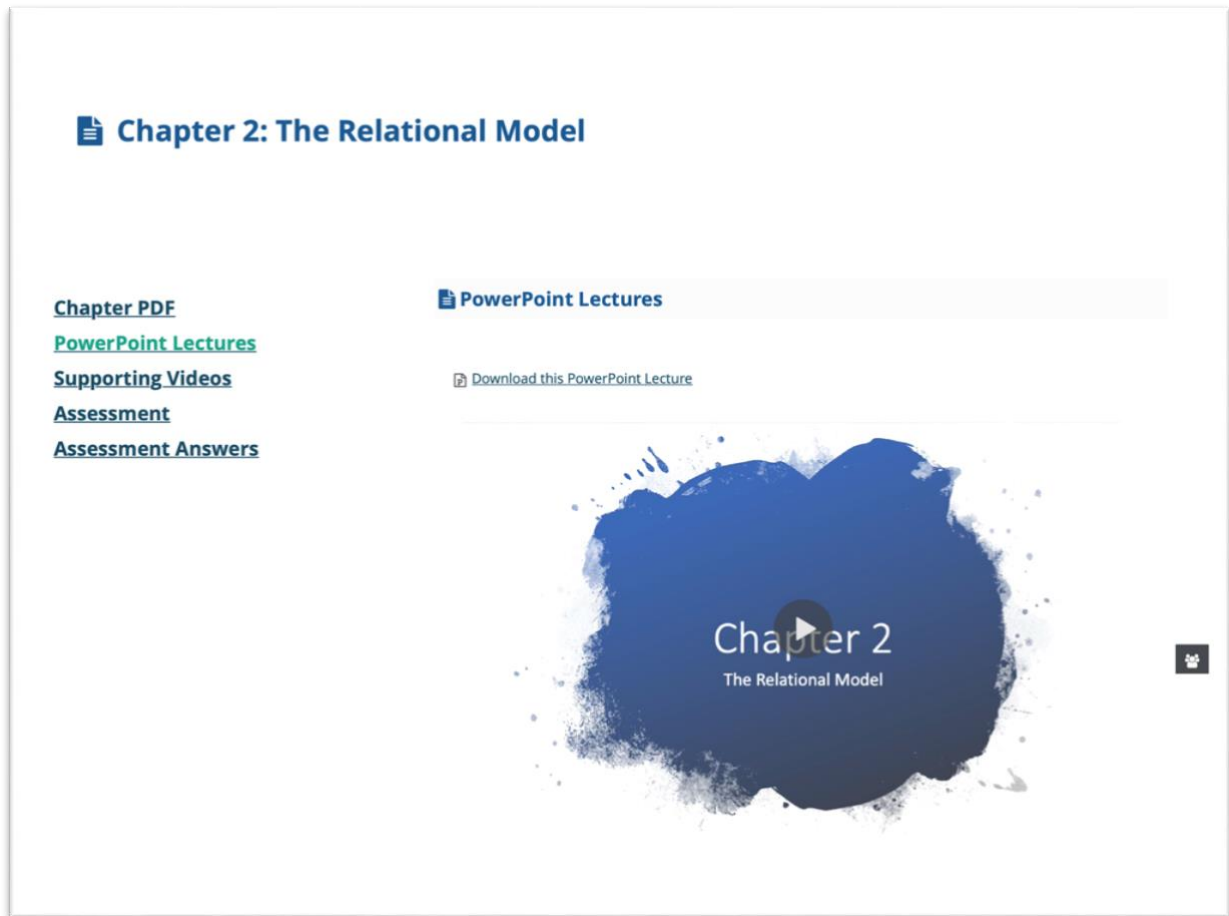 Chapter 2: The Relational Model
Chapter PDF
PowerPoint Lectures
Supporting Videos
Assessment
Assessment Answers
PowerPoint Lectures
Download this PowerPoint Lecture
Chapter 2
The Relational Model